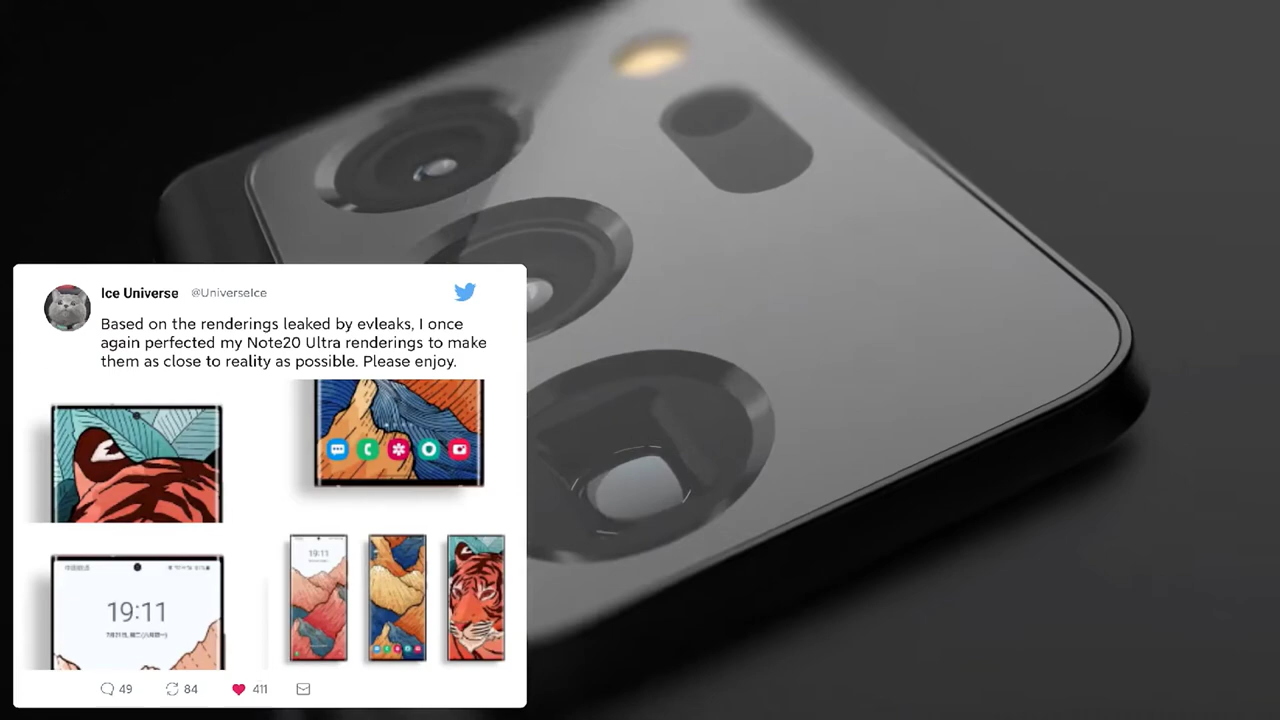 Ice Universe @UniverseIce
Based on the renderings leaked by evleaks, I once
again perfected my Note20 Ultra renderings to make
them as close to reality as possible. Please enjoy.
19:11
19:11
49 84 411